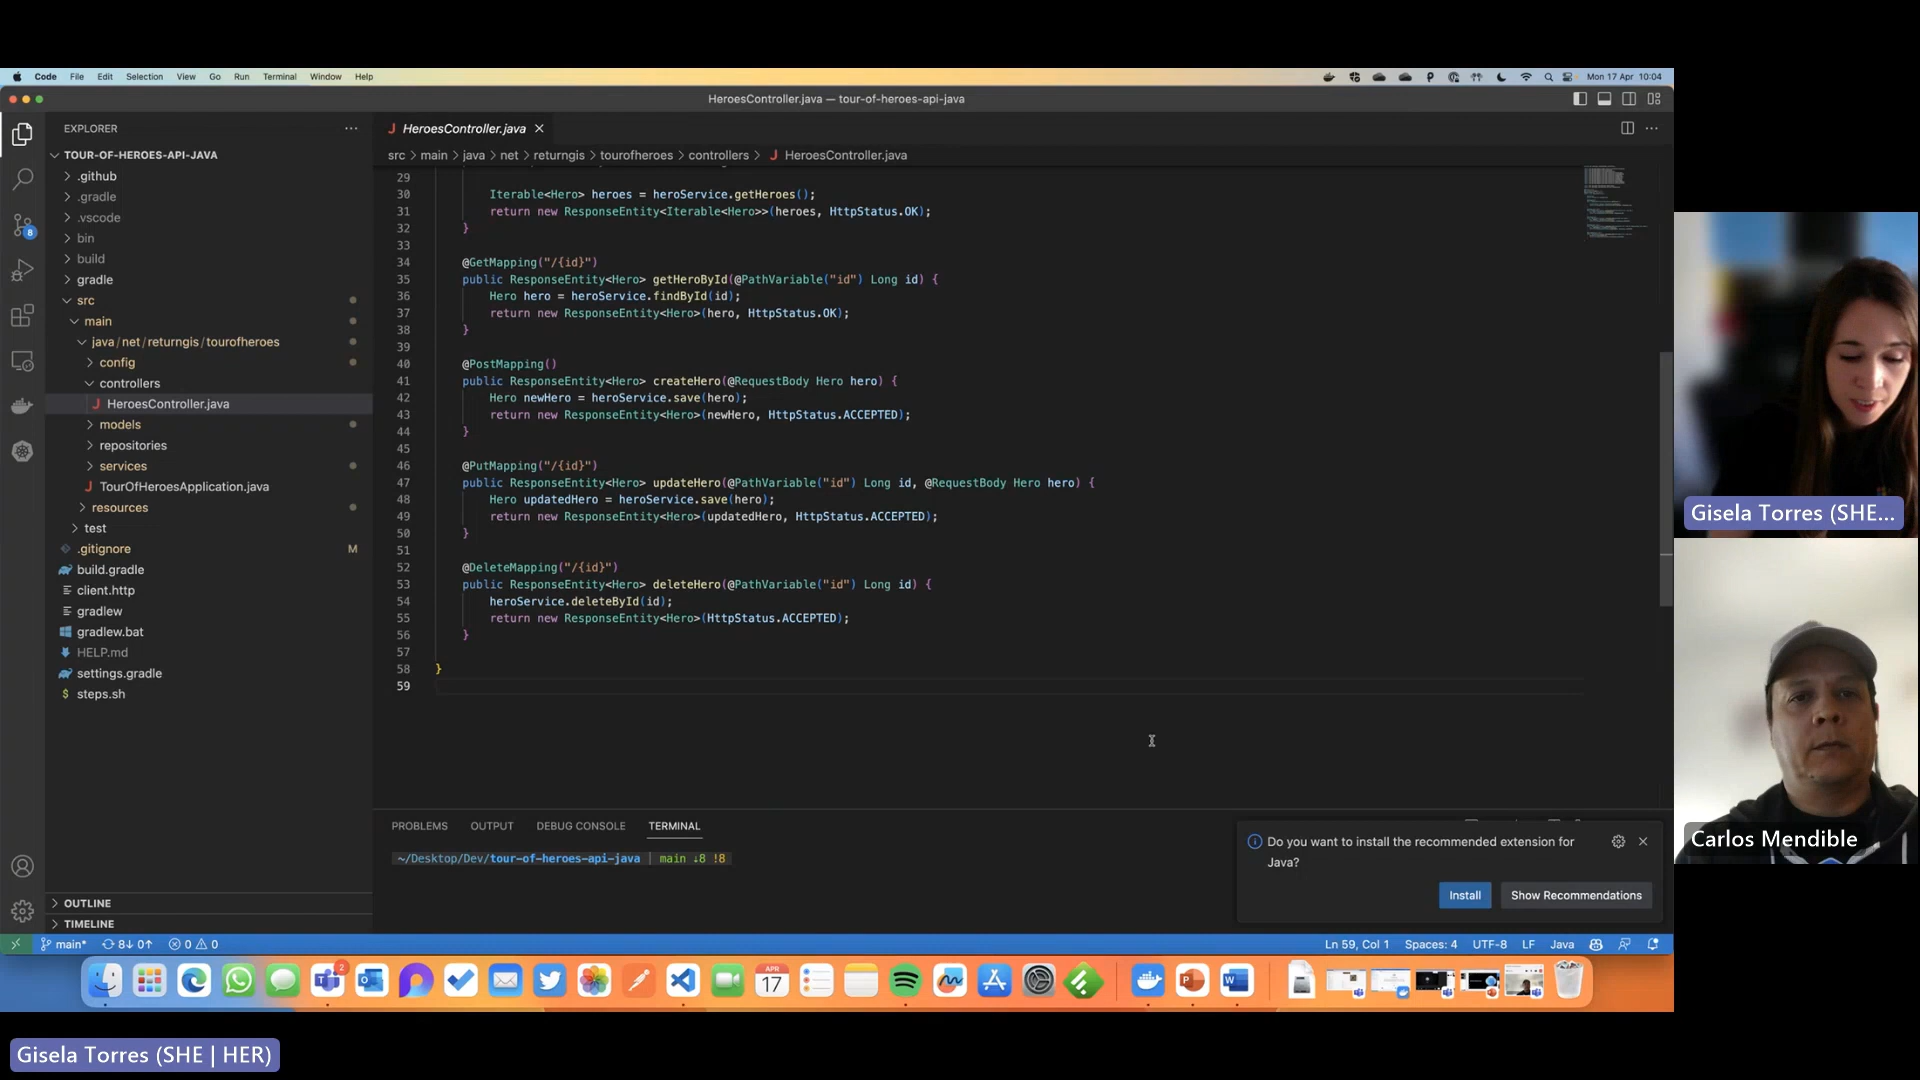 Code File Edit Selection View Go Run Terminal Window Help
Mon 17 Apr 10:04
HeroesController.java — tour-of-heroes-api-java
EXPLORER
TOUR-OF-HEROES-API-JAVA
.github
.gradle
.vscode
bin
build
gradle
src
main
java/net/returngis/tourofheroes
config
controllers
HeroesController.java
models
repositories
services
TourOfHeroesApplication.java
resources
test
.gitignore M
build.gradle
client.http
gradlew
gradlew.bat
HELP.md
settings.gradle
steps.sh
OUTLINE
TIMELINE
8
HeroesController.java
src > main > java > net > returngis > tourofheroes > controllers > HeroesController.java
29
30 Iterable<Hero> heroes = heroService.getHeroes();
31 return new ResponseEntity<Iterable<Hero>>(heroes, HttpStatus.OK);
32 }
33
34 @GetMapping("/{id}")
35 public ResponseEntity<Hero> getHeroById(@PathVariable("id") Long id) {
36 Hero hero = heroService.findById(id);
37 return new ResponseEntity<Hero>(hero, HttpStatus.OK);
38 }
39
40 @PostMapping()
41 public ResponseEntity<Hero> createHero(@RequestBody Hero hero) {
42 Hero newHero = heroService.save(hero);
43 return new ResponseEntity<Hero>(newHero, HttpStatus.ACCEPTED);
44 }
45
46 @PutMapping("/{id}")
47 public ResponseEntity<Hero> updateHero(@PathVariable("id") Long id, @RequestBody Hero hero) {
48 Hero updatedHero = heroService.save(hero);
49 return new ResponseEntity<Hero>(updatedHero, HttpStatus.ACCEPTED);
50 }
51
52 @DeleteMapping("/{id}")
53 public ResponseEntity<Hero> deleteHero(@PathVariable("id") Long id) {
54 heroService.deleteById(id);
55 return new ResponseEntity<Hero>(HttpStatus.ACCEPTED);
56 }
57
58 }
59
PROBLEMS OUTPUT DEBUG CONSOLE TERMINAL
~/Desktop/Dev/tour-of-heroes-api-java | main ⇣8 !8
Do you want to install the recommended extension for
Java?
Install Show Recommendations
main* 8↓ 0↑ 0 0
Ln 59, Col 1 Spaces: 4 UTF-8 LF Java
2
APR
17
Gisela Torres (SHE...
Carlos Mendible
Gisela Torres (SHE | HER)